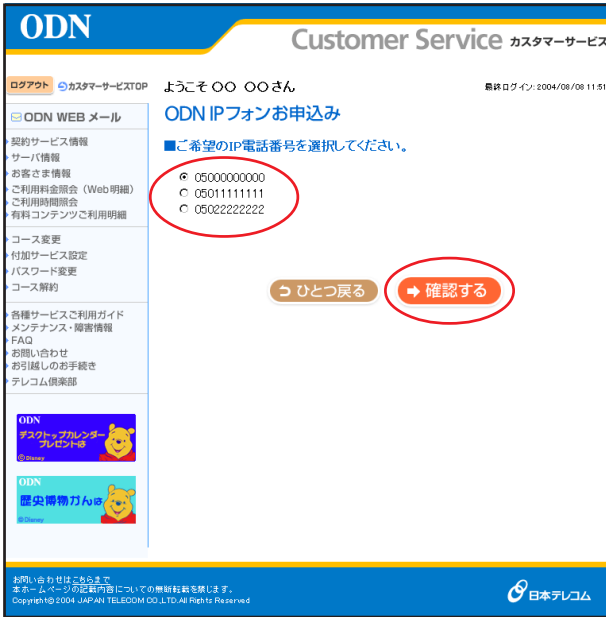 ODN
Customer Service カスタマーサービス
ログアウト カスタマーサービスTOP
ようこそ ○○ ○○さん
最終ログイン: 2004/08/08 11:51
ODN WEB メール
ODN IPフォンお申込み
■ご希望のIP電話番号を選択してください。
05000000000
05011111111
05022222222
ひとつ戻る
確認する
契約サービス情報
サーバ情報
お客さま情報
ご利用料金照会（Web明細）
ご利用時間照会
有料コンテンツご利用明細
コース変更
付加サービス設定
パスワード変更
コース解約
各種サービスご利用ガイド
メンテナンス・障害情報
FAQ
お問い合わせ
お引越しのお手続き
テレコム倶楽部
ODN
デスクトップカレンダー
プレゼントは
©Disney
ODN
歴史博物かんは
©Disney
お問い合わせはこちらまで
本ホームページの記載内容についての無断転載を禁じます。
Copyright© 2004 JAPAN TELECOM CO.,LTD.All Rights Reserved
日本テレコム